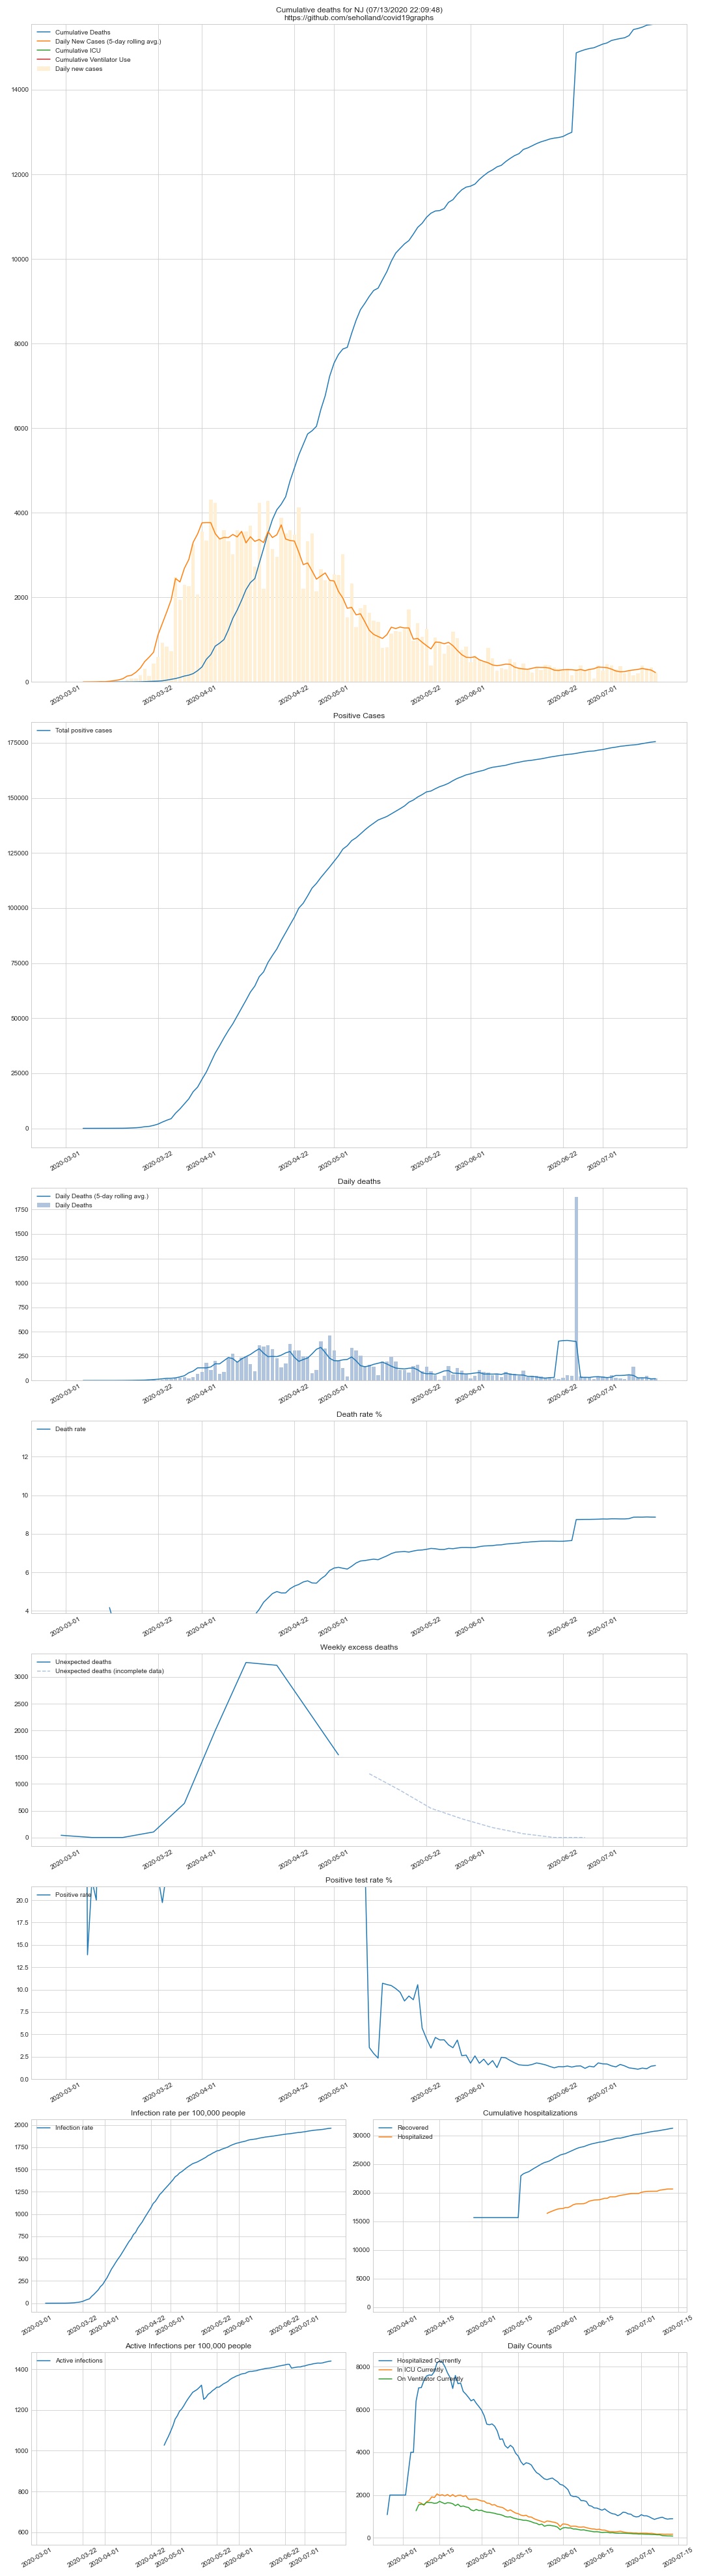 Cumulative deaths for NJ (07/13/2020 22:09:48)
https://github.com/seholland/covid19graphs
Cumulative Deaths
Daily New Cases (5-day rolling avg.)
Cumulative ICU
Cumulative Ventilator Use
Daily new cases
14000
12000
10000
8000
6000
4000
2000
0
2020-03-01 2020-03-22 2020-04-01 2020-04-22 2020-05-01 2020-05-22 2020-06-01 2020-06-22 2020-07-01
Positive Cases
Total positive cases
175000
150000
125000
100000
75000
50000
25000
0
2020-03-01 2020-03-22 2020-04-01 2020-04-22 2020-05-01 2020-05-22 2020-06-01 2020-06-22 2020-07-01
Daily deaths
Daily Deaths (5-day rolling avg.)
Daily Deaths
1750
1500
1250
1000
750
500
250
0
2020-03-01 2020-03-22 2020-04-01 2020-04-22 2020-05-01 2020-05-22 2020-06-01 2020-06-22 2020-07-01
Death rate %
Death rate
12
10
8
6
4
2020-03-01 2020-03-22 2020-04-01 2020-04-22 2020-05-01 2020-05-22 2020-06-01 2020-06-22 2020-07-01
Weekly excess deaths
Unexpected deaths
Unexpected deaths (incomplete data)
3000
2500
2000
1500
1000
500
0
2020-03-01 2020-03-22 2020-04-01 2020-04-22 2020-05-01 2020-05-22 2020-06-01 2020-06-22 2020-07-01
Positive test rate %
Positive rate
20.0
17.5
15.0
12.5
10.0
7.5
5.0
2.5
0.0
2020-03-01 2020-03-22 2020-04-01 2020-04-22 2020-05-01 2020-05-22 2020-06-01 2020-06-22 2020-07-01
Infection rate per 100,000 people
Infection rate
2000
1750
1500
1250
1000
750
500
250
0
2020-03-01 2020-03-22 2020-04-01 2020-04-22 2020-05-01 2020-05-22 2020-06-01 2020-06-22 2020-07-01
Cumulative hospitalizations
Recovered
Hospitalized
30000
25000
20000
15000
10000
5000
0
2020-04-01 2020-04-15 2020-05-01 2020-05-15 2020-06-01 2020-06-15 2020-07-01 2020-07-15
Active Infections per 100,000 people
Active infections
1400
1200
1000
800
600
2020-03-01 2020-03-22 2020-04-01 2020-04-22 2020-05-01 2020-05-22 2020-06-01 2020-06-22 2020-07-01
Daily Counts
Hospitalized Currently
In ICU Currently
On Ventilator Currently
8000
6000
4000
2000
0
2020-04-01 2020-04-15 2020-05-01 2020-05-15 2020-06-01 2020-06-15 2020-07-01 2020-07-15